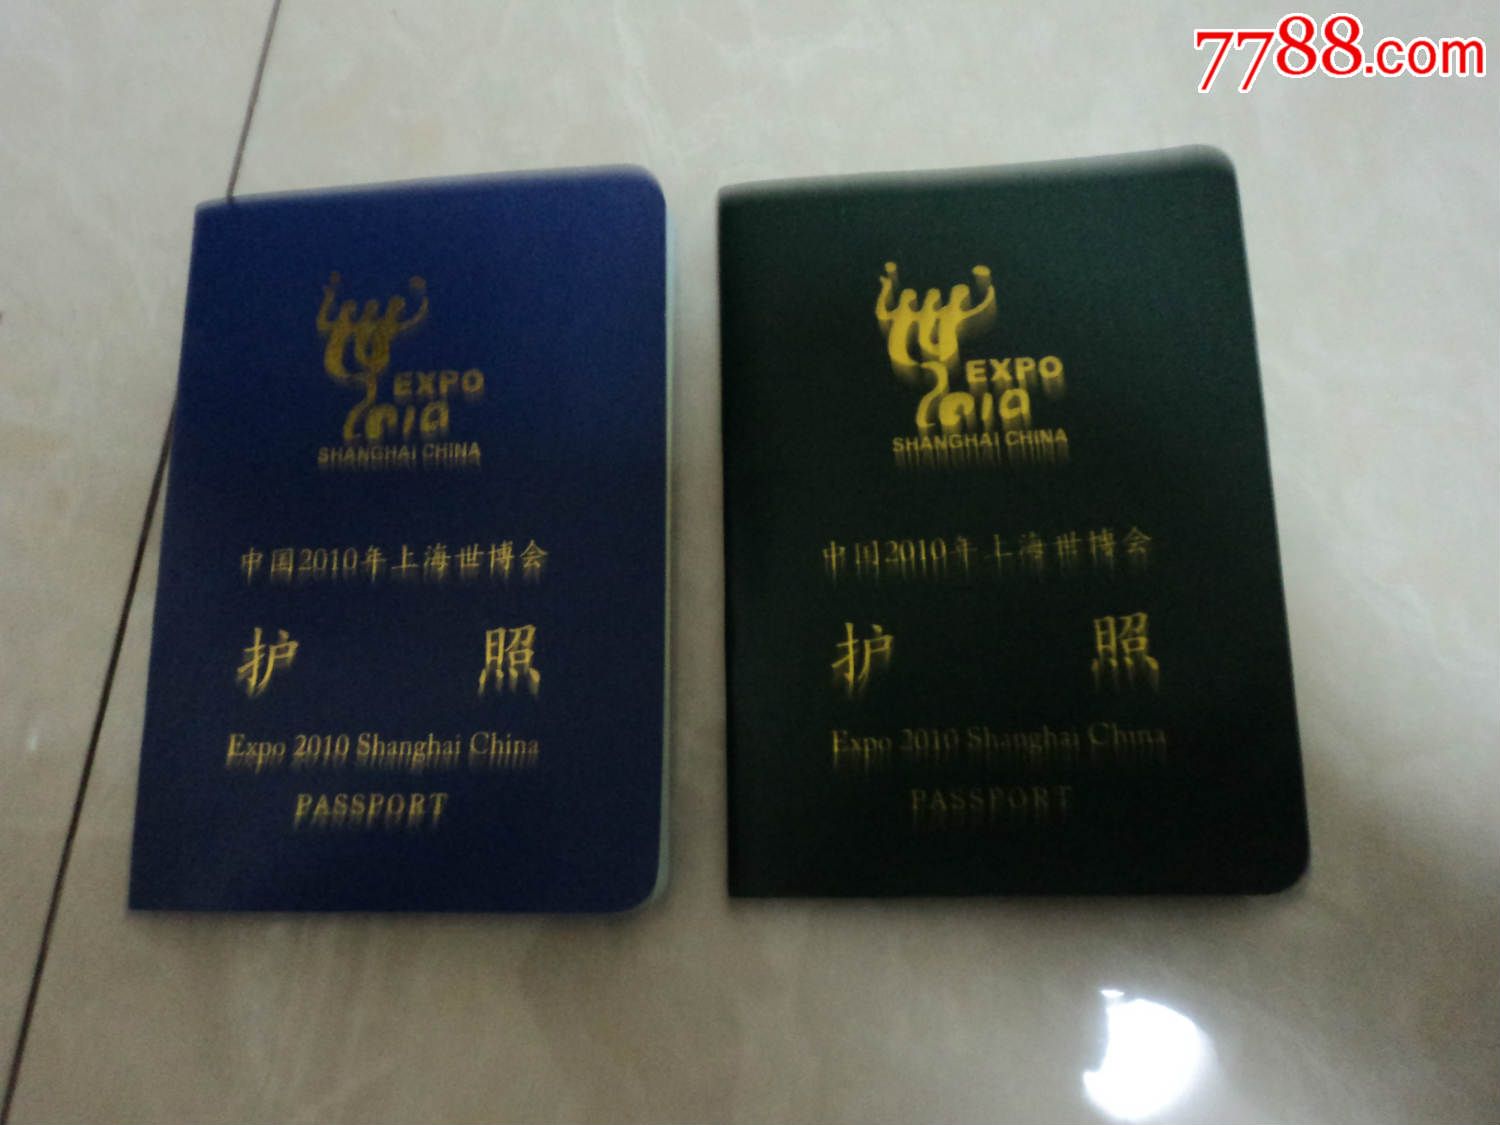 7788.com
EXPO
2010
SHANGHAI CHINA
中国2010年上海世博会
护照
Expo 2010 Shanghai China
PASSPORT
EXPO
2010
SHANGHAI CHINA
中国2010年上海世博会
护照
Expo 2010 Shanghai China
PASSPORT